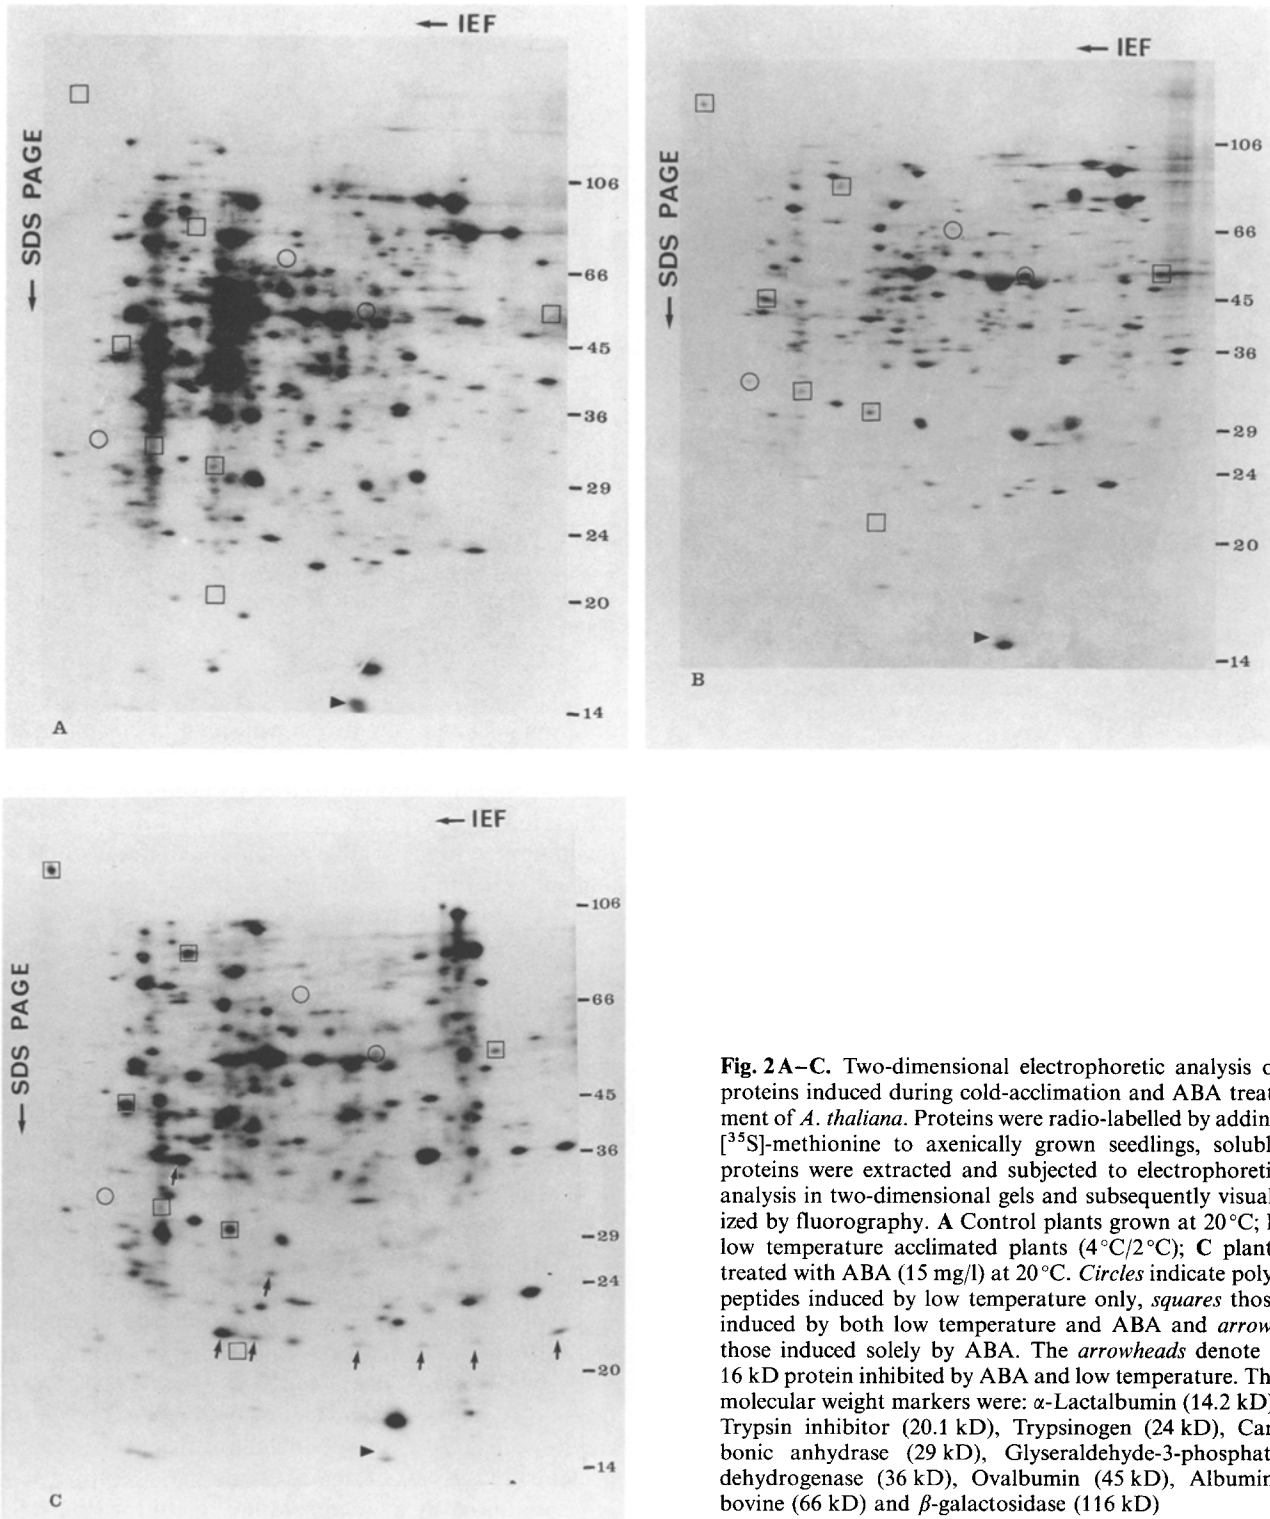 ← IEF
← SDS PAGE
-106
-66
-45
-36
-29
-24
-20
-14
A
← IEF
← SDS PAGE
-106
-66
-45
-36
-29
-24
-20
-14
B
← IEF
← SDS PAGE
-106
-66
-45
-36
-29
-24
-20
-14
C
Fig. 2 A–C. Two-dimensional electrophoretic analysis
proteins induced during cold-acclimation and ABA treat
ment of A. thaliana. Proteins were radio-labelled by addin
[³⁵S]-methionine to axenically grown seedlings, solubl
proteins were extracted and subjected to electrophoreti
analysis in two-dimensional gels and subsequently visual
ized by fluorography. A Control plants grown at 20 °C;
low temperature acclimated plants (4 °C/2 °C); C plant
treated with ABA (15 mg/l) at 20 °C. Circles indicate poly
peptides induced by low temperature only, squares thos
induced by both low temperature and ABA and arrow
those induced solely by ABA. The arrowheads denote
16 kD protein inhibited by ABA and low temperature. Th
molecular weight markers were: α-Lactalbumin (14.2 kD)
Trypsin inhibitor (20.1 kD), Trypsinogen (24 kD), Car
bonic anhydrase (29 kD), Glyseraldehyde-3-phosphat
dehydrogenase (36 kD), Ovalbumin (45 kD), Albumin
bovine (66 kD) and β-galactosidase (116 kD)